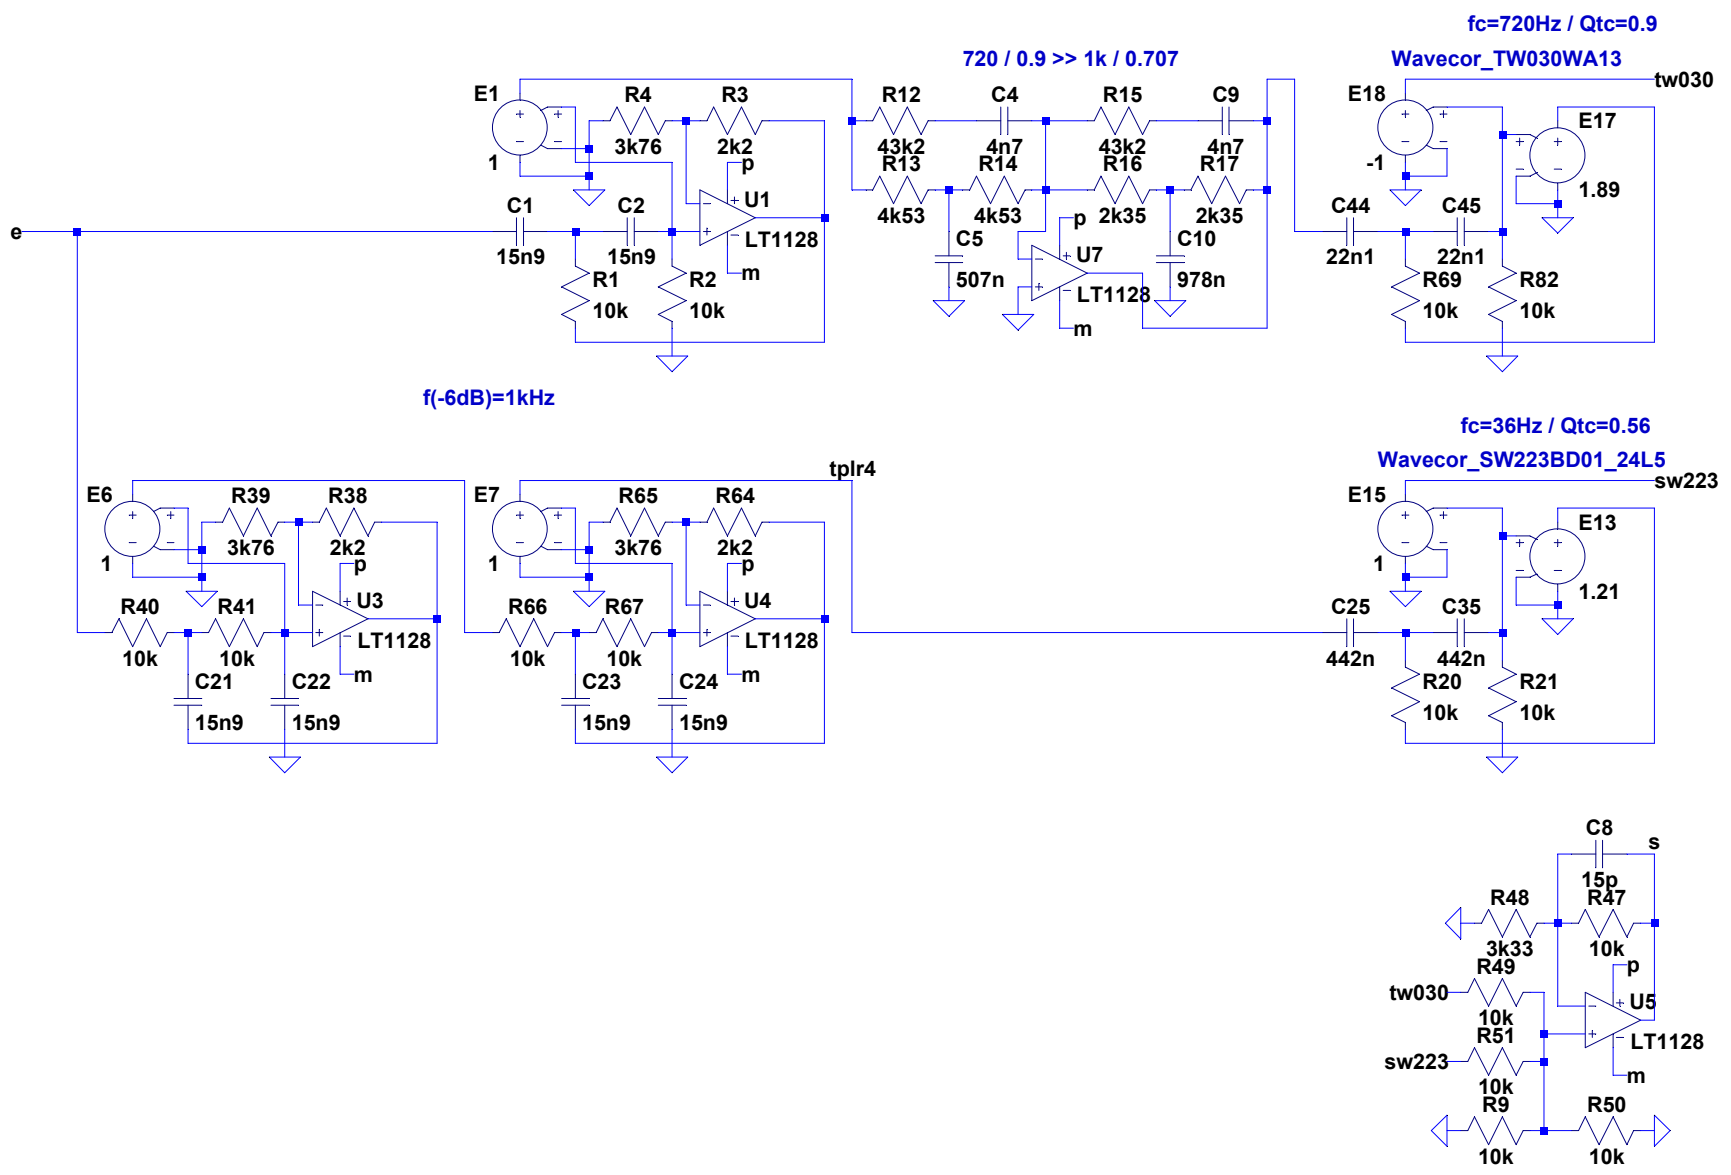 fc=720Hz / Qtc=0.9
720 / 0.9 >> 1k / 0.707
Wavecor_TW030WA13
tw030
E1
R4
R3
R12
C4
R15
C9
E18
E17
1
3k76
2k2
43k2
4n7
43k2
4n7
-1
1.89
p
R13
R14
R16
R17
U1
4k53
4k53
2k35
2k35
LT1128
m
e
C1
C2
15n9
15n9
R1
R2
10k
10k
C5
507n
p
U7
LT1128
m
C10
978n
C44
C45
22n1
22n1
R69
R82
10k
10k
f(-6dB)=1kHz
fc=36Hz / Qtc=0.56
Wavecor_SW223BD01_24L5
tplr4
sw223
E6
R39
R38
E7
R65
R64
E15
E13
1
3k76
2k2
1
3k76
2k2
1
1.21
p
p
R40
R41
U3
R66
R67
U4
C25
C35
10k
10k
LT1128
10k
10k
LT1128
442n
442n
m
m
C21
C22
C23
C24
R20
R21
15n9
15n9
15n9
15n9
10k
10k
C8
s
15p
R48
R47
3k33
10k
R49
p
tw030
10k
U5
R51
LT1128
sw223
10k
m
R9
R50
10k
10k